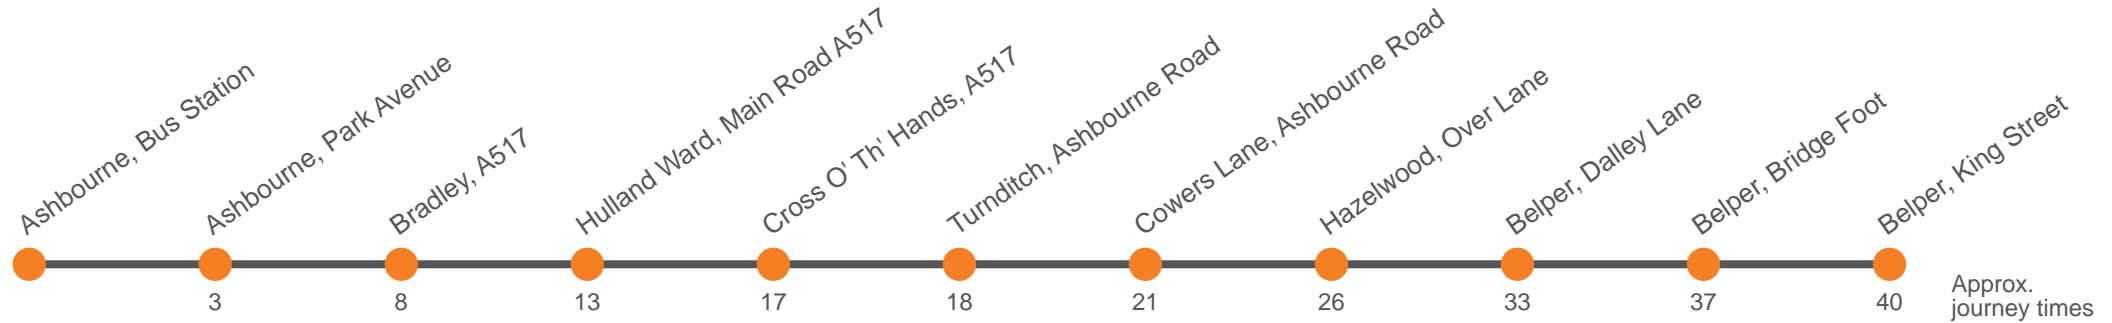 Ashbourne, Bus Station
Ashbourne, Park Avenue
Bradley, A517
Hulland Ward, Main Road A517
Cross O' Th' Hands, A517
Turnditch, Ashbourne Road
Cowers Lane, Ashbourne Road
Hazelwood, Over Lane
Belper, Dalley Lane
Belper, Bridge Foot
Belper, King Street
3 8 13 17 18 21 26 33 37 40
Approx.
journey times